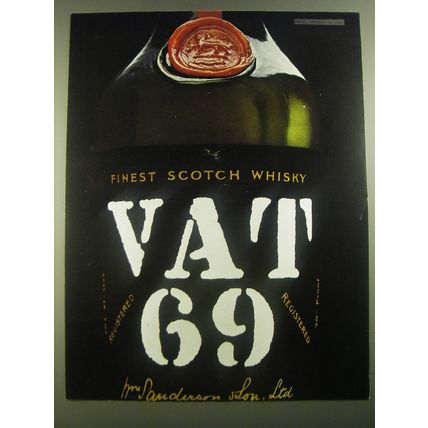 FINEST SCOTCH WHISKY
VAT
69
REGISTERED
REGISTERED
Wm Sanderson & Son, Ltd